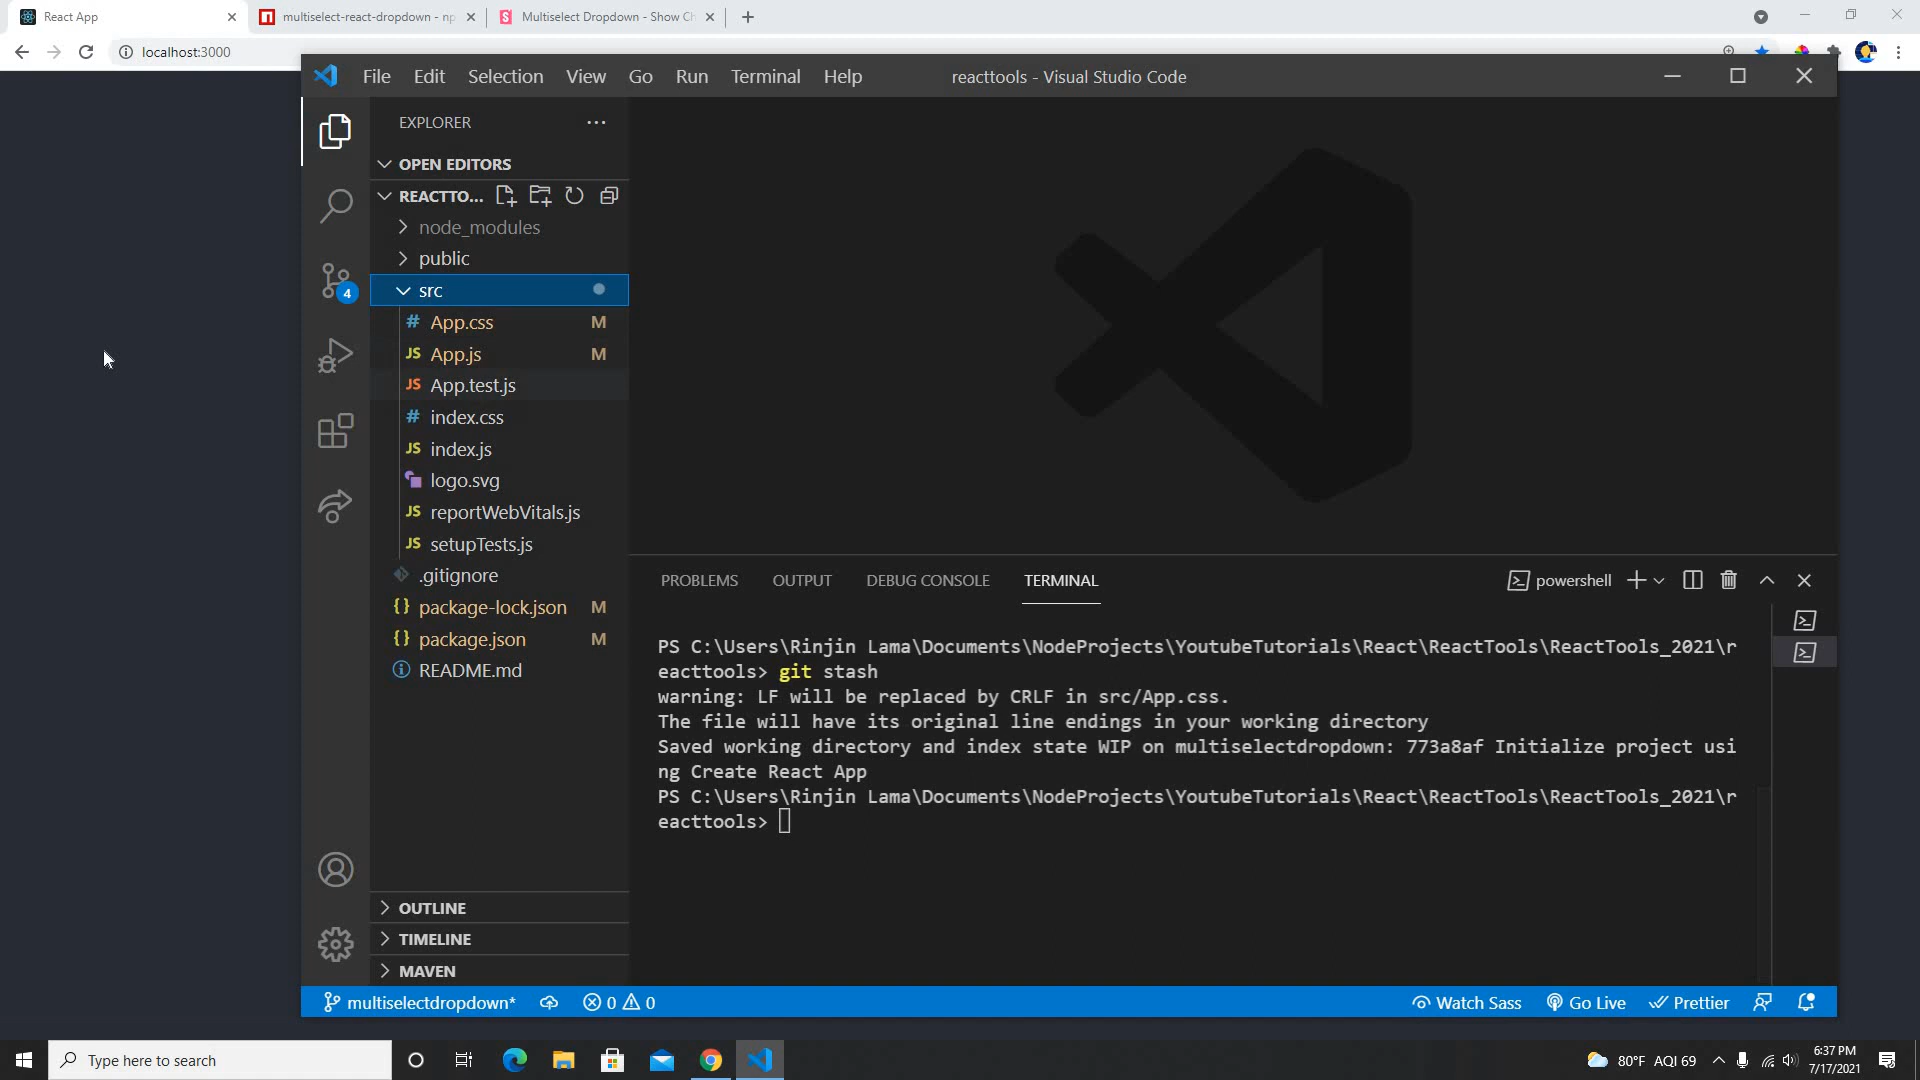 React App
multiselect-react-dropdown - np
Multiselect Dropdown - Show Ch
localhost:3000
File Edit Selection View Go Run Terminal Help
reacttools - Visual Studio Code
EXPLORER
OPEN EDITORS
REACTTO...
node_modules
public
4
src
# App.css M
JS App.js M
JS App.test.js
# index.css
JS index.js
logo.svg
JS reportWebVitals.js
JS setupTests.js
.gitignore
{} package-lock.json M
{} package.json M
README.md
OUTLINE
TIMELINE
MAVEN
PROBLEMS OUTPUT DEBUG CONSOLE TERMINAL
powershell
PS C:\Users\Rinjin Lama\Documents\NodeProjects\YoutubeTutorials\React\ReactTools\ReactTools_2021\r
eacttools> git stash
warning: LF will be replaced by CRLF in src/App.css.
The file will have its original line endings in your working directory
Saved working directory and index state WIP on multiselectdropdown: 773a8af Initialize project usi
ng Create React App
PS C:\Users\Rinjin Lama\Documents\NodeProjects\YoutubeTutorials\React\ReactTools\ReactTools_2021\r
eacttools>
multiselectdropdown* 0 0
Watch Sass Go Live Prettier
Type here to search
80°F AQI 69
6:37 PM
7/17/2021